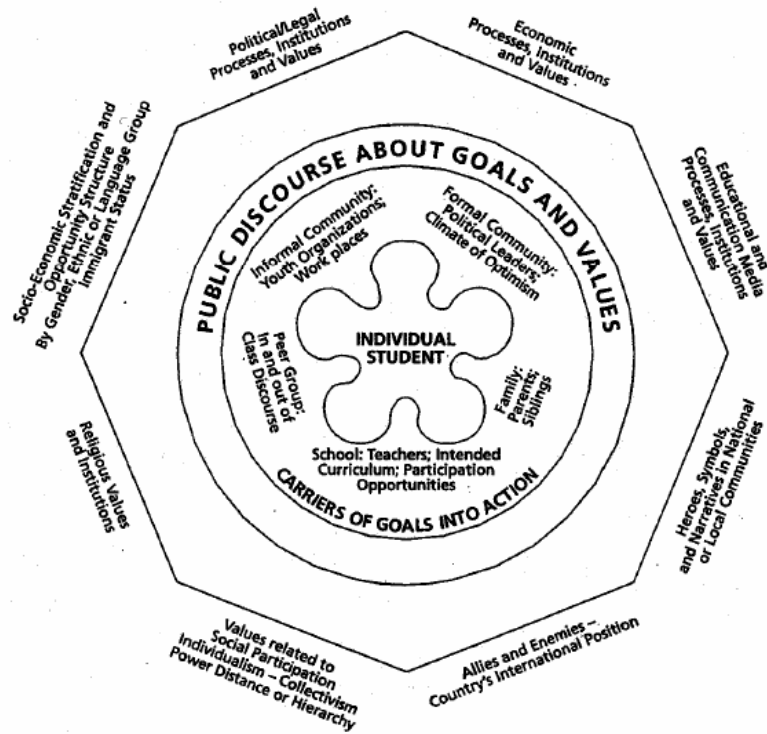 Political/Legal
Processes, Institutions
and Values
Economic
Processes, Institutions
and Values
Educational and
Communication Media
Processes, Institutions
and Values
Heroes, Symbols,
and Narratives in National
or Local Communities
Allies and Enemies –
Country's International Position
Values related to
Social Participation
Individualism – Collectivism
Power Distance or Hierarchy
Religious Values
and Institutions
Socio-Economic Stratification and
Opportunity Structure
By Gender, Ethnic or Language Group
Immigrant Status
PUBLIC DISCOURSE ABOUT GOALS AND VALUES
Informal Community:
Youth Organizations;
Work places
Formal Community:
Political Leaders,
Climate of Optimism
Family:
Parents;
Siblings
School: Teachers; Intended
Curriculum; Participation
Opportunities
Peer Group:
In and out of
Class Discourse
INDIVIDUAL
STUDENT
CARRIERS OF GOALS INTO ACTION